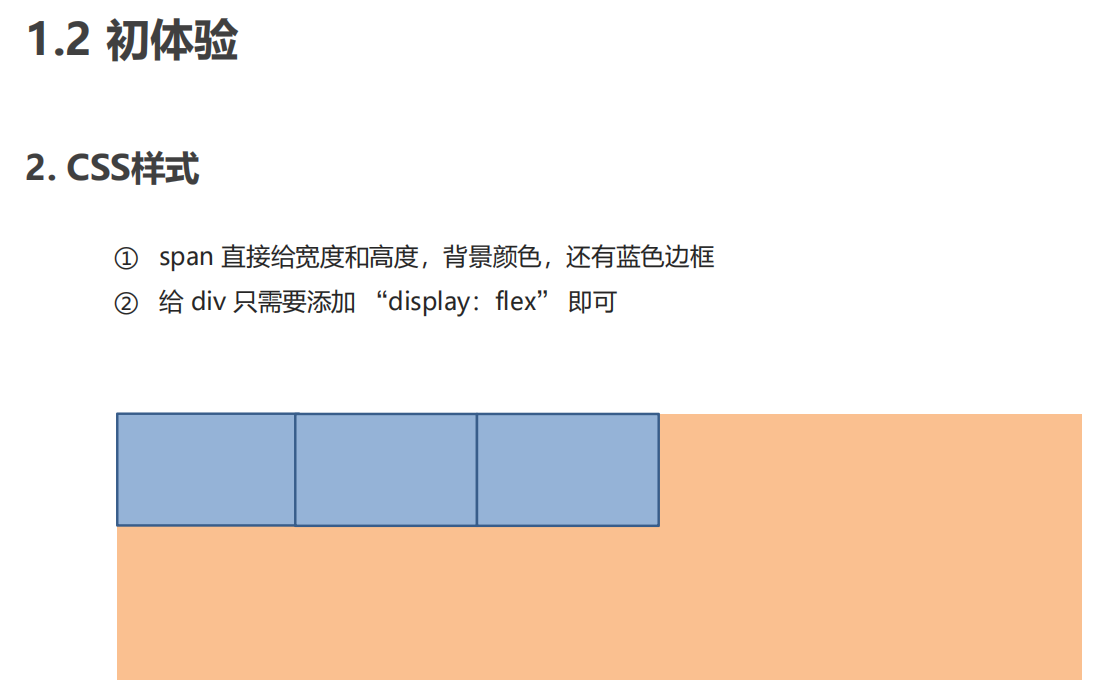 1.2 初体验
2. CSS样式
① span 直接给宽度和高度，背景颜色，还有蓝色边框
② 给 div 只需要添加 “display：flex” 即可